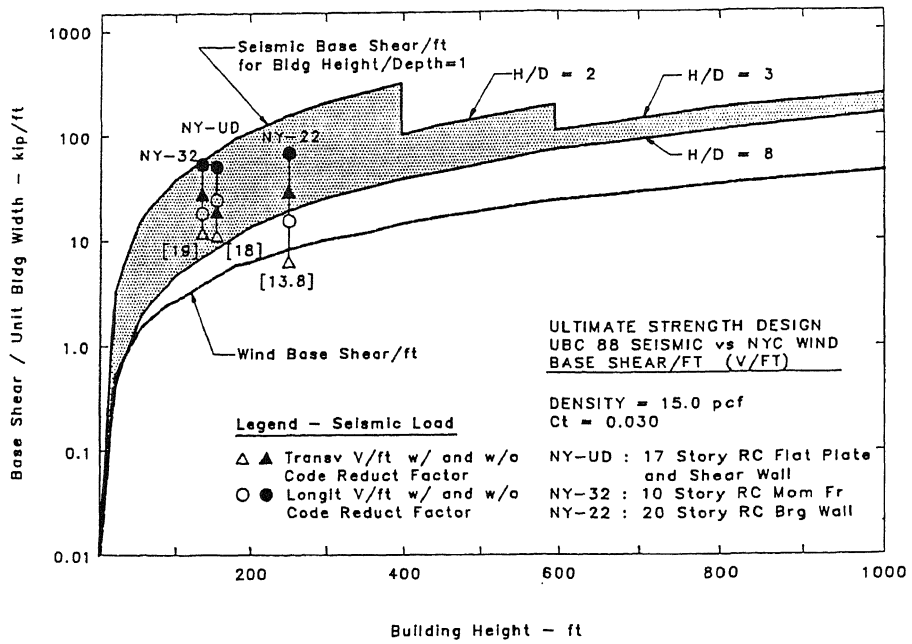 1000
100
10
1.0
0.1
0.01
Base Shear / Unit Bldg Width – kip/ft
Seismic Base Shear/ft
for Bldg Height/Depth=1
H/D = 2
H/D = 3
H/D = 8
NY-UD
NY-22
NY-32
[19]
[18]
[13.8]
Wind Base Shear/ft
ULTIMATE STRENGTH DESIGN
UBC 88 SEISMIC vs NYC WIND
BASE SHEAR/FT (V/FT)
DENSITY = 15.0 pcf
Ct = 0.030
Legend – Seismic Load
△ ▲ Transv V/ft w/ and w/o
Code Reduct Factor
○ ● Longit V/ft w/ and w/o
Code Reduct Factor
NY-UD : 17 Story RC Flat Plate
and Shear Wall
NY-32 : 10 Story RC Mom Fr
NY-22 : 20 Story RC Brg Wall
0
200
400
600
800
1000
Building Height – ft